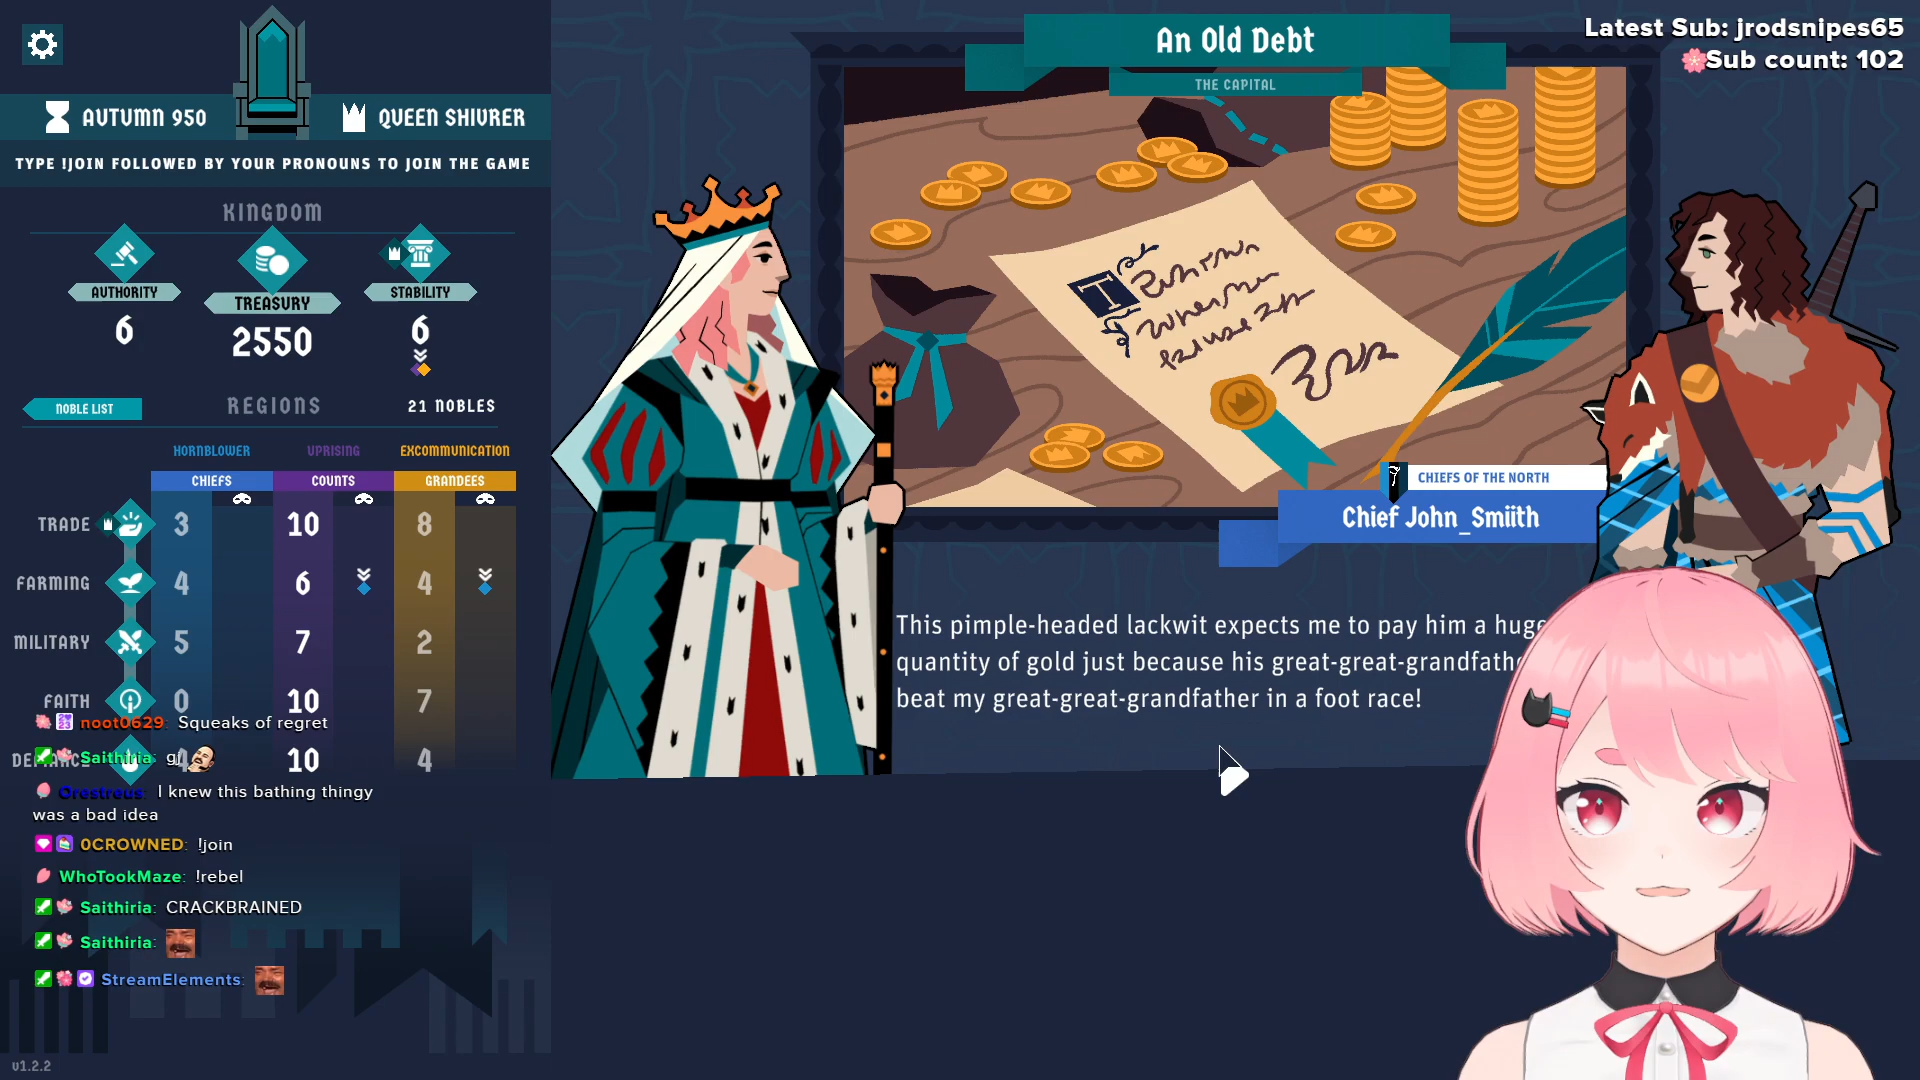 AUTUMN 950
QUEEN SHIVRER
TYPE !JOIN FOLLOWED BY YOUR PRONOUNS TO JOIN THE GAME
KINGDOM
AUTHORITY
TREASURY
STABILITY
6
2550
6
NOBLE LIST
REGIONS
21 NOBLES
HORNBLOWER
UPRISING
EXCOMMUNICATION
CHIEFS
COUNTS
GRANDEES
TRADE
3
10
8
FARMING
4
6
4
MILITARY
5
7
2
FAITH
0
10
7
4
10
4
noot0629: Squeaks of regret
Saithiria: gj
Orestreus: I knew this bathing thingy
was a bad idea
0CROWNED: !join
WhoTookMaze: !rebel
Saithiria: CRACKBRAINED
Saithiria:
StreamElements:
v1.2.2
An Old Debt
THE CAPITAL
Latest Sub: jrodsnipes65
Sub count: 102
T
CHIEFS OF THE NORTH
Chief John_Smiith
This pimple-headed lackwit expects me to pay him a huge
quantity of gold just because his
beat my great-great-grandfather in a foot race!